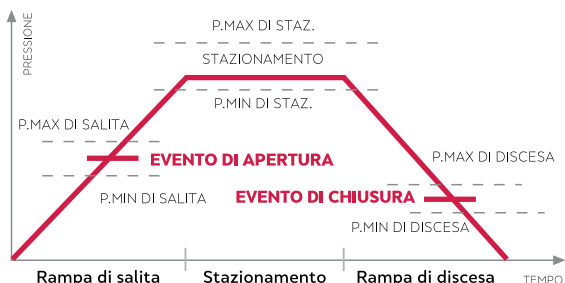 PRESSIONE
P.MAX DI STAZ.
STAZIONAMENTO
P.MIN DI STAZ.
P.MAX DI SALITA
EVENTO DI APERTURA
P.MAX DI DISCESA
P.MIN DI SALITA
EVENTO DI CHIUSURA
P.MIN DI DISCESA
Rampa di salita
Stazionamento
Rampa di discesa
TEMPO